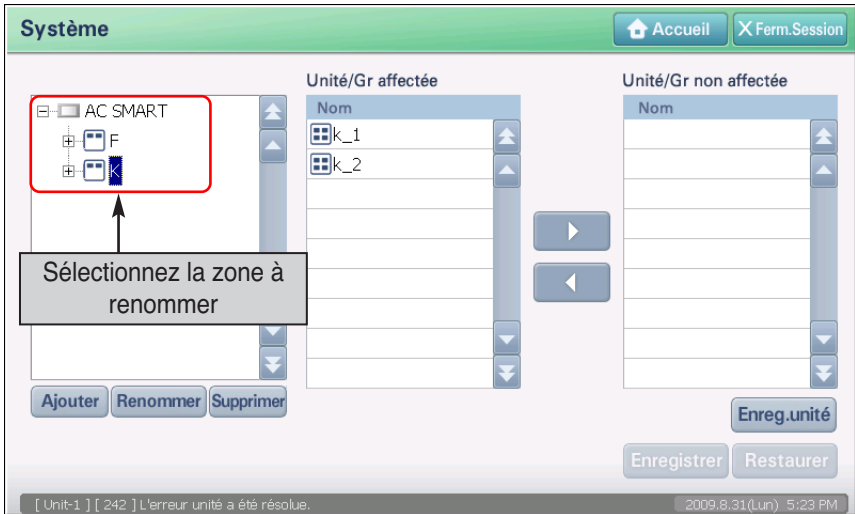 Système
Accueil
X Ferm.Session
Unité/Gr affectée
Unité/Gr non affectée
AC SMART
F
K
Nom
k_1
k_2
Nom
Sélectionnez la zone à
renommer
Ajouter Renommer Supprimer
Enreg.unité
Enregistrer Restaurer
[ Unit-1 ] [ 242 ] L'erreur unité a été résolue.
2009.8.31(Lun) 5:23 PM